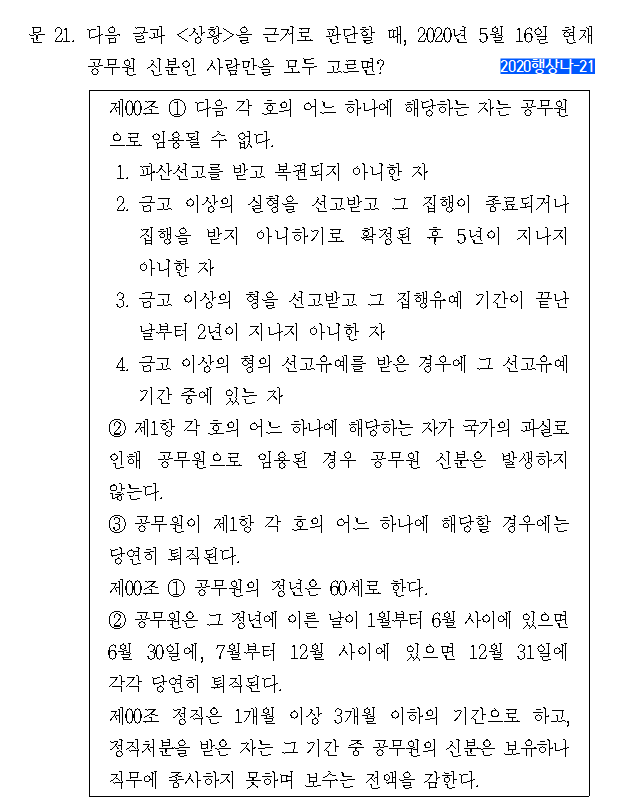 문 21. 다음 글과 <상황>을 근거로 판단할 때, 2020년 5월 16일 현재
공무원 신분인 사람만을 모두 고르면?
2020행상나-21
제00조 ① 다음 각 호의 어느 하나에 해당하는 자는 공무원
으로 임용될 수 없다.
1. 파산선고를 받고 복권되지 아니한 자
2. 금고 이상의 실형을 선고받고 그 집행이 종료되거나
집행을 받지 아니하기로 확정된 후 5년이 지나지
아니한 자
3. 금고 이상의 형을 선고받고 그 집행유예 기간이 끝난
날부터 2년이 지나지 아니한 자
4. 금고 이상의 형의 선고유예를 받은 경우에 그 선고유예
기간 중에 있는 자
② 제1항 각 호의 어느 하나에 해당하는 자가 국가의 과실로
인해 공무원으로 임용된 경우 공무원 신분은 발생하지
않는다.
③ 공무원이 제1항 각 호의 어느 하나에 해당할 경우에는
당연히 퇴직된다.
제00조 ① 공무원의 정년은 60세로 한다.
② 공무원은 그 정년에 이른 날이 1월부터 6월 사이에 있으면
6월 30일에, 7월부터 12월 사이에 있으면 12월 31일에
각각 당연히 퇴직된다.
제00조 정직은 1개월 이상 3개월 이하의 기간으로 하고,
정직처분을 받은 자는 그 기간 중 공무원의 신분은 보유하나
직무에 종사하지 못하며 보수는 전액을 감한다.